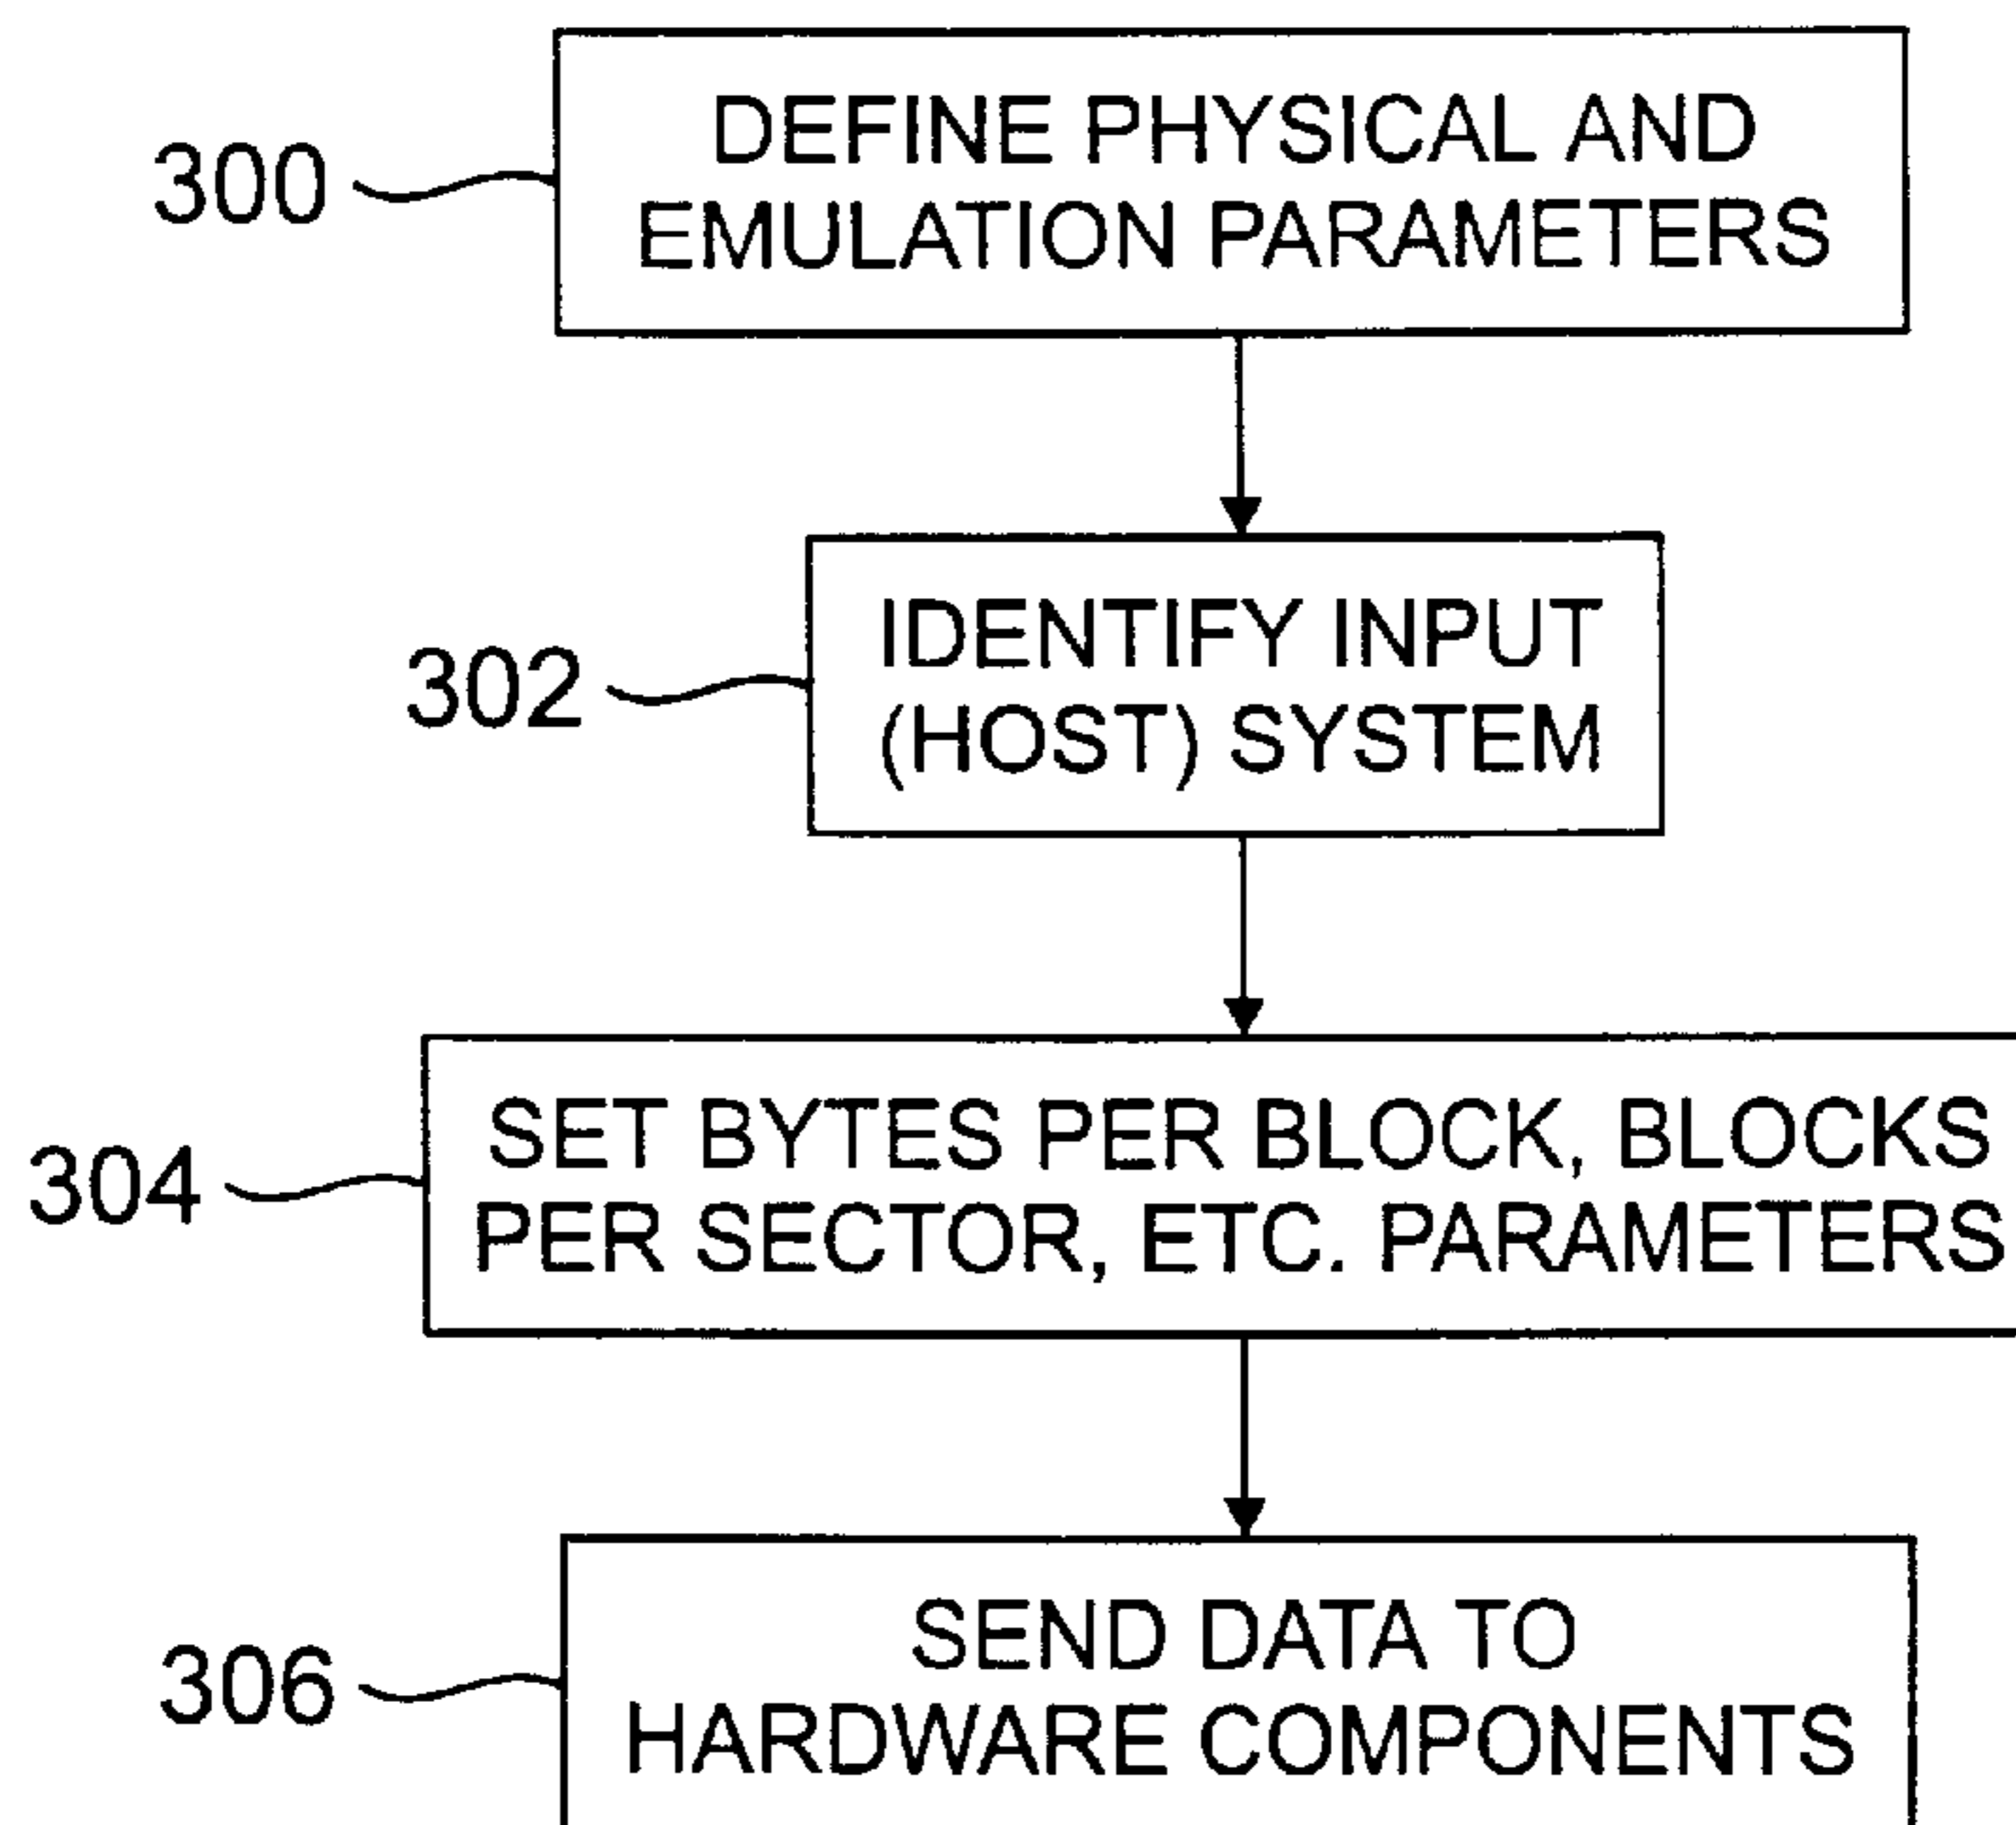 300
DEFINE PHYSICAL AND
EMULATION PARAMETERS
302
IDENTIFY INPUT
(HOST) SYSTEM
304
SET BYTES PER BLOCK, BLOCKS
PER SECTOR, ETC. PARAMETERS
306
SEND DATA TO
HARDWARE COMPONENTS